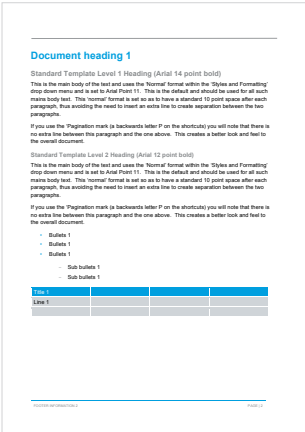 Document heading 1
Standard Template Level 1 Heading (Arial 14 point bold)
This is the main body of the text and uses the 'Normal' format within the 'Styles and Formatting'
drop down menu and is set to Arial Point 11. This is the default and should be used for all such
mains body text. This 'normal' format is set so as to have a standard 10 point space after each
paragraph, thus avoiding the need to insert an extra line to create separation between the two
paragraphs.
If you use the 'Pagination mark (a backwards letter P on the shortcuts) you will note that there is
no extra line between this paragraph and the one above. This creates a better look and feel to
the overall document.
Standard Template Level 2 Heading (Arial 12 point bold)
This is the main body of the text and uses the 'Normal' format within the 'Styles and Formatting'
drop down menu and is set to Arial Point 11. This is the default and should be used for all such
mains body text. This 'normal' format is set so as to have a standard 10 point space after each
paragraph, thus avoiding the need to insert an extra line to create separation between the two
paragraphs.
If you use the 'Pagination mark (a backwards letter P on the shortcuts) you will note that there is
no extra line between this paragraph and the one above. This creates a better look and feel to
the overall document.
• Bullets 1
• Bullets 1
• Bullets 1
- Sub bullets 1
- Sub bullets 1
Title 1
Line 1